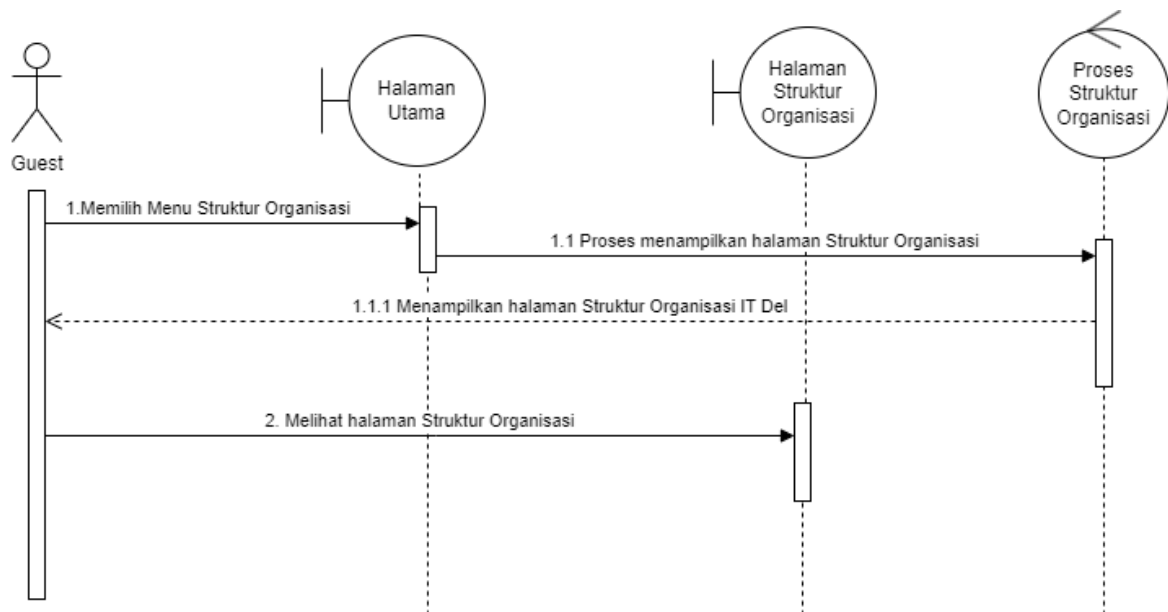 Halaman
Utama
Halaman
Struktur
Organisasi
Proses
Struktur
Organisasi
Guest
1.Memilih Menu Struktur Organisasi
1.1 Proses menampilkan halaman Struktur Organisasi
1.1.1 Menampilkan halaman Struktur Organisasi IT Del
2. Melihat halaman Struktur Organisasi